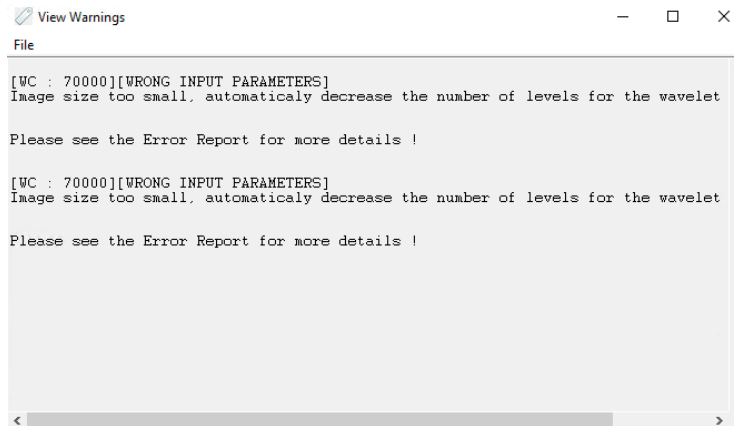 View Warnings
File
[WC : 70000][WRONG INPUT PARAMETERS]
Image size too small, automaticaly decrease the number of levels for the wavelet
Please see the Error Report for more details !
[WC : 70000][WRONG INPUT PARAMETERS]
Image size too small, automaticaly decrease the number of levels for the wavelet
Please see the Error Report for more details !